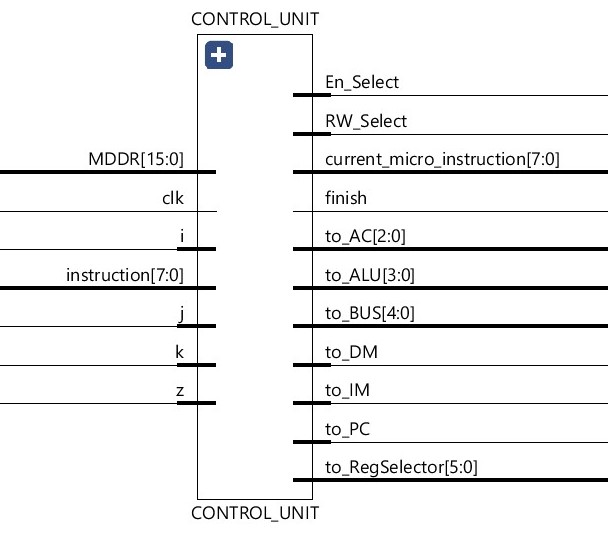 CONTROL_UNIT
En_Select
RW_Select
MDDR[15:0]
current_micro_instruction[7:0]
clk
finish
i
to_AC[2:0]
instruction[7:0]
to_ALU[3:0]
j
to_BUS[4:0]
k
to_DM
z
to_IM
to_PC
to_RegSelector[5:0]
CONTROL_UNIT